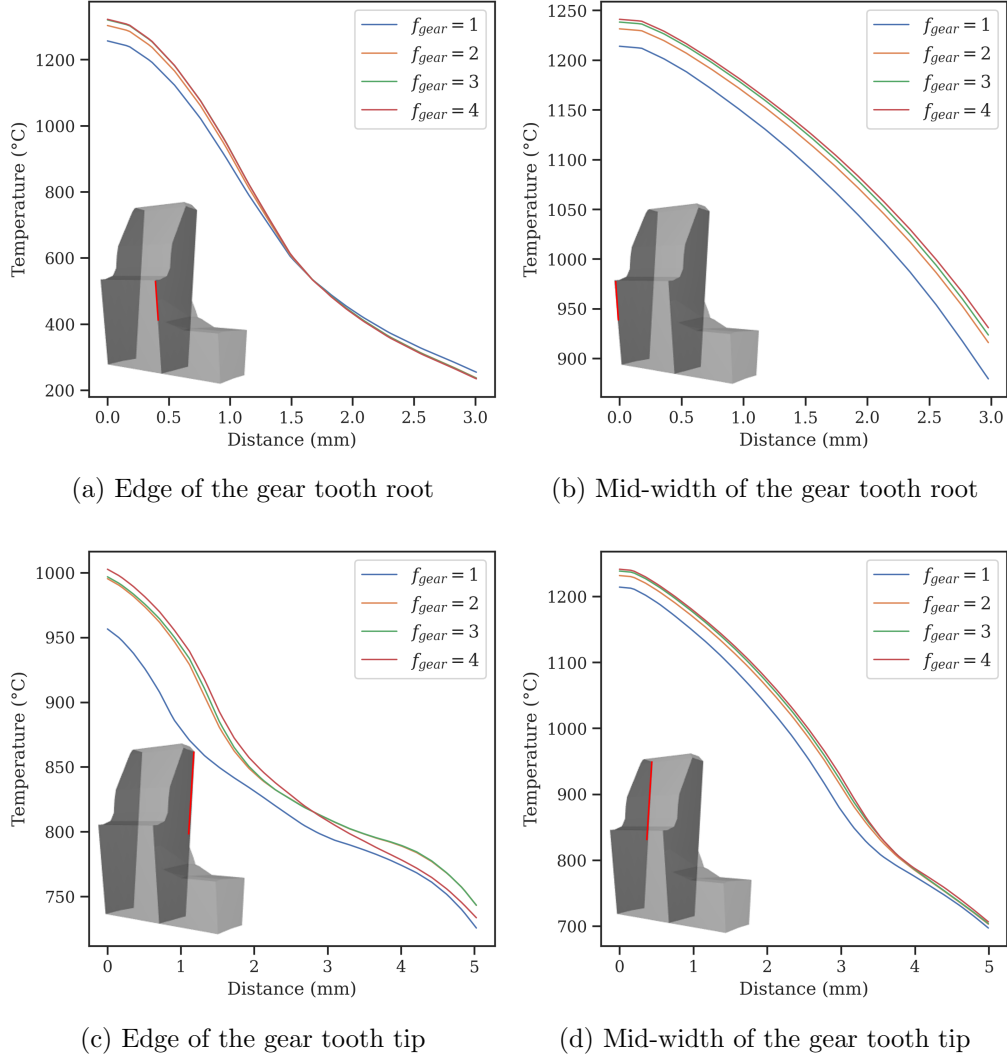 1200
1000
800
600
400
200
Temperature (°C)
0.0 0.5 1.0 1.5 2.0 2.5 3.0
Distance (mm)
f_gear = 1
f_gear = 2
f_gear = 3
f_gear = 4
(a) Edge of the gear tooth root
1250
1200
1150
1100
1050
1000
950
900
Temperature (°C)
0.0 0.5 1.0 1.5 2.0 2.5 3.0
Distance (mm)
f_gear = 1
f_gear = 2
f_gear = 3
f_gear = 4
(b) Mid-width of the gear tooth root
1000
950
900
850
800
750
Temperature (°C)
0 1 2 3 4 5
Distance (mm)
f_gear = 1
f_gear = 2
f_gear = 3
f_gear = 4
(c) Edge of the gear tooth tip
1200
1100
1000
900
800
700
Temperature (°C)
0 1 2 3 4 5
Distance (mm)
f_gear = 1
f_gear = 2
f_gear = 3
f_gear = 4
(d) Mid-width of the gear tooth tip